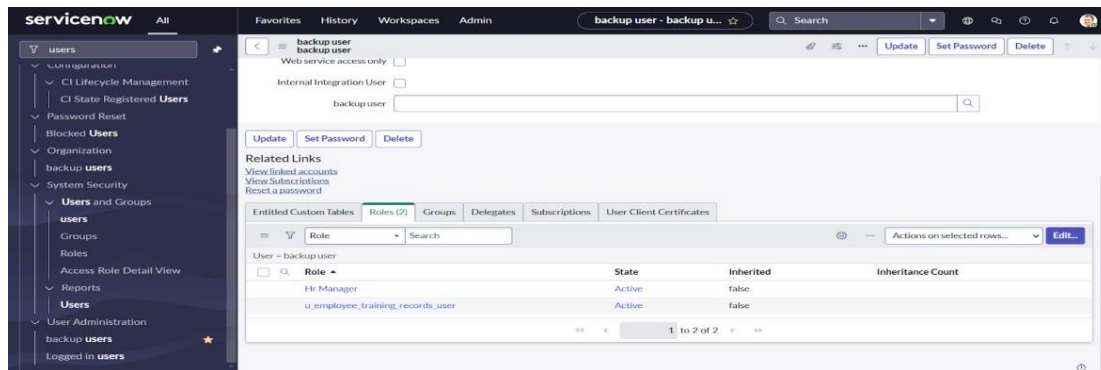 servicenow All Favorites History Workspaces Admin backup user - backup u... Search
users
Configuration
CI Lifecycle Management
CI State Registered Users
Password Reset
Blocked Users
Organization
backup users
System Security
Users and Groups
users
Groups
Roles
Access Role Detail View
Reports
Users
User Administration
backup users
Logged in users
backup user
backup user
Update Set Password Delete
Web service access only
Internal Integration User
backup user
Update Set Password Delete
Related Links
View linked accounts
View Subscriptions
Reset a password
Entitled Custom Tables Roles (2) Groups Delegates Subscriptions User Client Certificates
Role Search Actions on selected rows... Edit...
User = backup user
Role State Inherited Inheritance Count
Hr Manager Active false
u_employee_training_records_user Active false
1 to 2 of 2